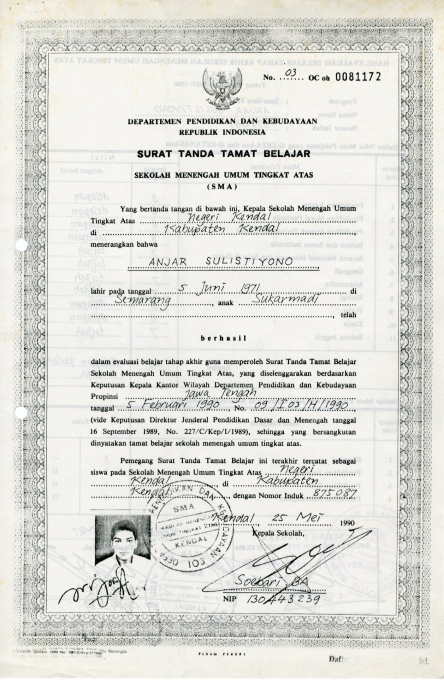 No. 03 OC oh 0081172
DEPARTEMEN PENDIDIKAN DAN KEBUDAYAAN
REPUBLIK INDONESIA
SURAT TANDA TAMAT BELAJAR
SEKOLAH MENENGAH UMUM TINGKAT ATAS
(SMA)
Yang bertanda tangan di bawah ini, Kepala Sekolah Menengah Umum
Tingkat Atas Negeri Kendal
di Kabupaten Kendal
menerangkan bahwa
ANJAR SULISTIYONO
lahir pada tanggal 5 Juni 1971 di
Semarang, anak Sukarmadi
, telah
berhasil
dalam evaluasi belajar tahap akhir guna memperoleh Surat Tanda Tamat Belajar
Sekolah Menengah Umum Tingkat Atas, yang diselenggarakan berdasarkan
Keputusan Kepala Kantor Wilayah Departemen Pendidikan dan Kebudayaan
Propinsi Jawa Tengah
tanggal 5 Februari 1990, No. 09/I.03/H/1990,
(vide Keputusan Direktur Jenderal Pendidikan Dasar dan Menengah tanggal
16 September 1989, No. 227/C/Kep/I/1989), sehingga yang bersangkutan
dinyatakan tamat belajar sekolah menengah umum tingkat atas.
Pemegang Surat Tanda Tamat Belajar ini terakhir tercatat sebagai
siswa pada Sekolah Menengah Umum Tingkat Atas Negeri
Kendal di Kabupaten
Kendal, dengan Nomor Induk 875087
Kendal 25 Mei 1990
Kepala Sekolah,
SMA
KENDAL
Soekari BA
NIP 130443239